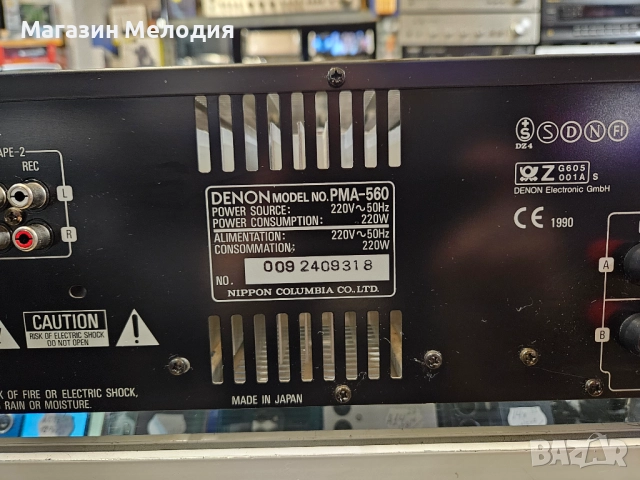 Магазин Мелодия
APE-2
REC
L
R
DENON MODEL NO. PMA-560
POWER SOURCE: 220V~50Hz
POWER CONSUMPTION: 220W
ALIMENTATION: 220V~50Hz
CONSOMMATION: 220W
NO. 009 2409318
NIPPON COLUMBIA CO., LTD.
DZ4
S D N FI
Z G605
001A S
DENON Electronic GmbH
CE 1990
A
B
CAUTION
RISK OF ELECTRIC SHOCK
DO NOT OPEN
K OF FIRE OR ELECTRIC SHOCK,
RAIN OR MOISTURE.
MADE IN JAPAN
BAZAR